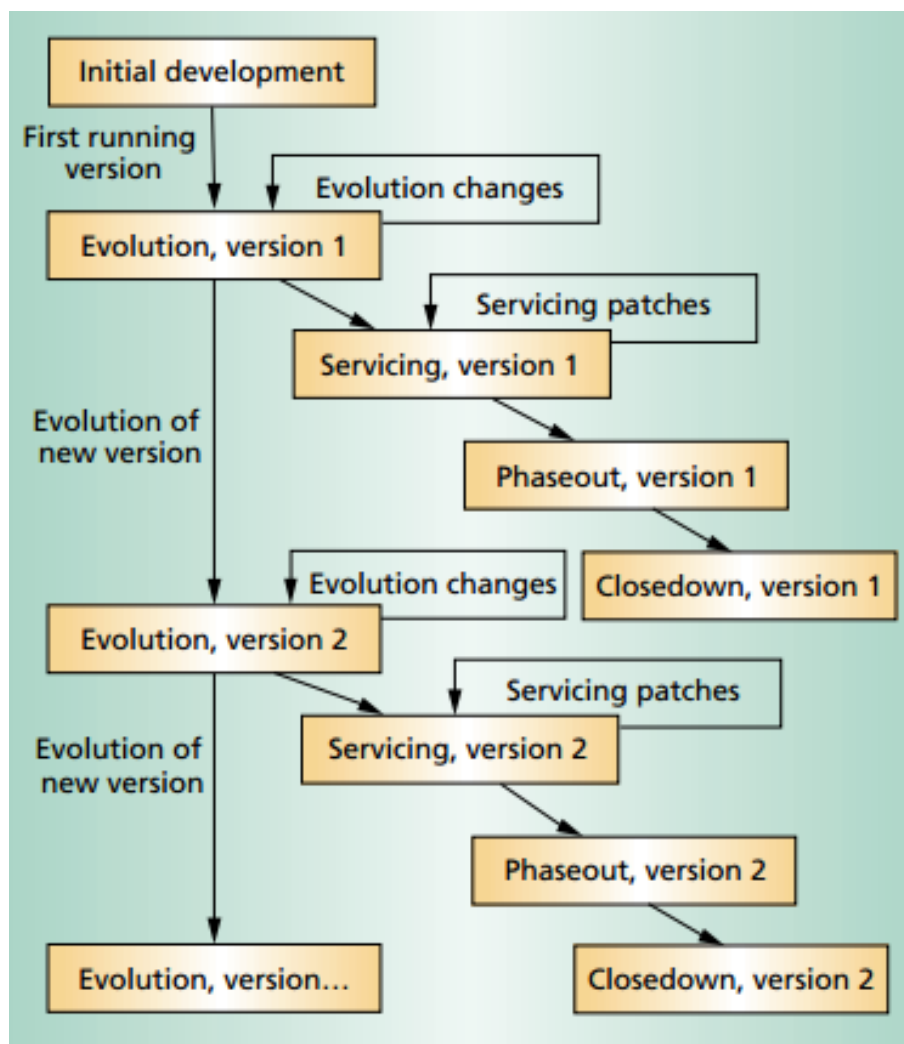 Initial development
First running
version
Evolution changes
Evolution, version 1
Servicing patches
Servicing, version 1
Evolution of
new version
Phaseout, version 1
Closedown, version 1
Evolution changes
Evolution, version 2
Servicing patches
Servicing, version 2
Evolution of
new version
Phaseout, version 2
Evolution, version...
Closedown, version 2